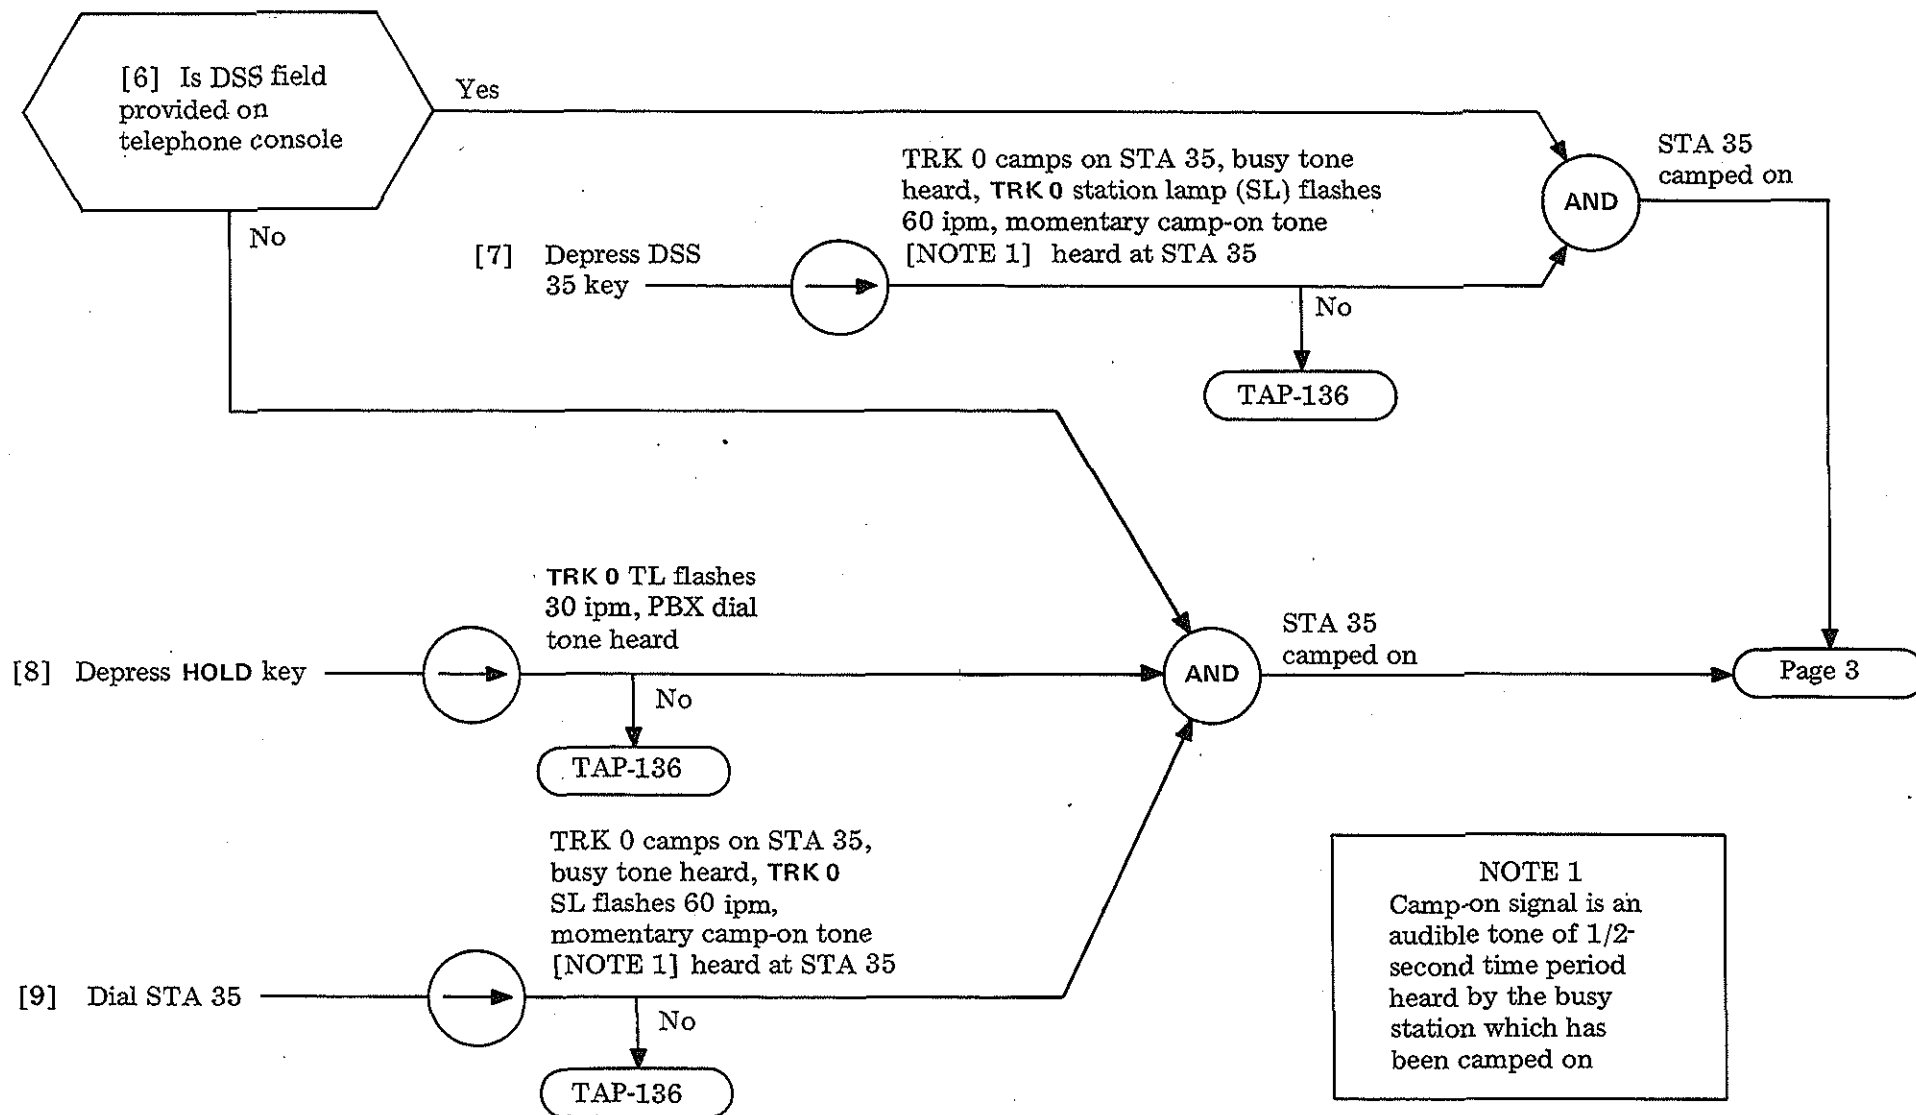 [6] Is DSS field
provided on
telephone console
Yes
No
TRK 0 camps on STA 35, busy tone
heard, TRK 0 station lamp (SL) flashes
60 ipm, momentary camp-on tone
[NOTE 1] heard at STA 35
[7] Depress DSS
35 key
No
TAP-136
AND
STA 35
camped on
TRK 0 TL flashes
30 ipm, PBX dial
tone heard
[8] Depress HOLD key
No
TAP-136
AND
STA 35
camped on
Page 3
TRK 0 camps on STA 35,
busy tone heard, TRK 0
SL flashes 60 ipm,
momentary camp-on tone
[NOTE 1] heard at STA 35
[9] Dial STA 35
No
TAP-136
NOTE 1
Camp-on signal is an
audible tone of 1/2-
second time period
heard by the busy
station which has
been camped on